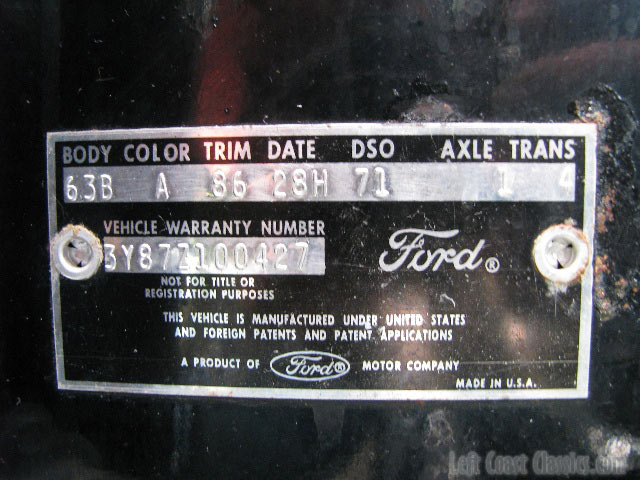 BODY COLOR TRIM DATE DSO AXLE TRANS
63B A 86 28H 71 1 4
VEHICLE WARRANTY NUMBER
3Y87Z100427
Ford®
NOT FOR TITLE OR
REGISTRATION PURPOSES
THIS VEHICLE IS MANUFACTURED UNDER UNITED STATES
AND FOREIGN PATENTS AND PATENT APPLICATIONS
A PRODUCT OF Ford® MOTOR COMPANY
MADE IN U.S.A.
Left Coast Classics.com